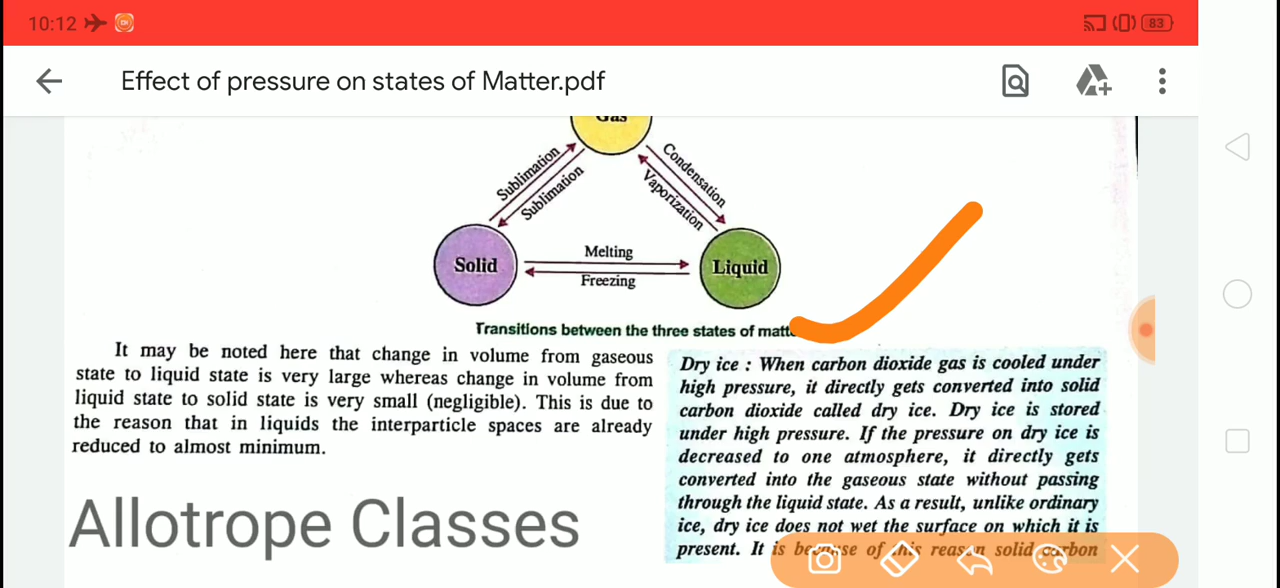 10:12
83
Effect of pressure on states of Matter.pdf
Gas
Sublimation
Sublimation
Condensation
Vaporization
Solid
Melting
Freezing
Liquid
Transitions between the three states of matt
It may be noted here that change in volume from gaseous
state to liquid state is very large whereas change in volume from
liquid state to solid state is very small (negligible). This is due to
the reason that in liquids the interparticle spaces are already
reduced to almost minimum.
Dry ice : When carbon dioxide gas is cooled under
high pressure, it directly gets converted into solid
carbon dioxide called dry ice. Dry ice is stored
under high pressure. If the pressure on dry ice is
decreased to one atmosphere, it directly gets
converted into the gaseous state without passing
through the liquid state. As a result, unlike ordinary
ice, dry ice does not wet the surface on which it is
present. It is because of this reason solid carbon
Allotrope Classes